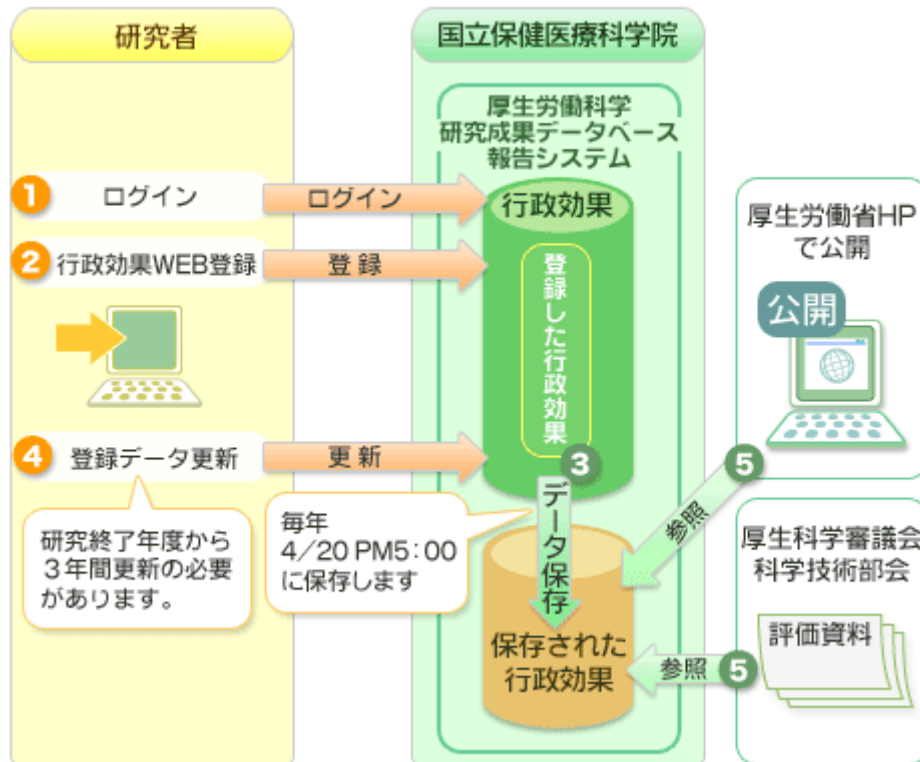 研究者
国立保健医療科学院
厚生労働科学
研究成果データベース
報告システム
1
ログイン
ログイン
行政効果
2
行政効果WEB登録
登録
登録した行政効果
4
登録データ更新
更新
研究終了年度から
3年間更新の必要
があります。
毎年
4/20 PM5:00
に保存します
3
データ保存
保存された
行政効果
厚生労働省HP
で公開
公開
5
参照
厚生科学審議会
科学技術部会
評価資料
5
参照